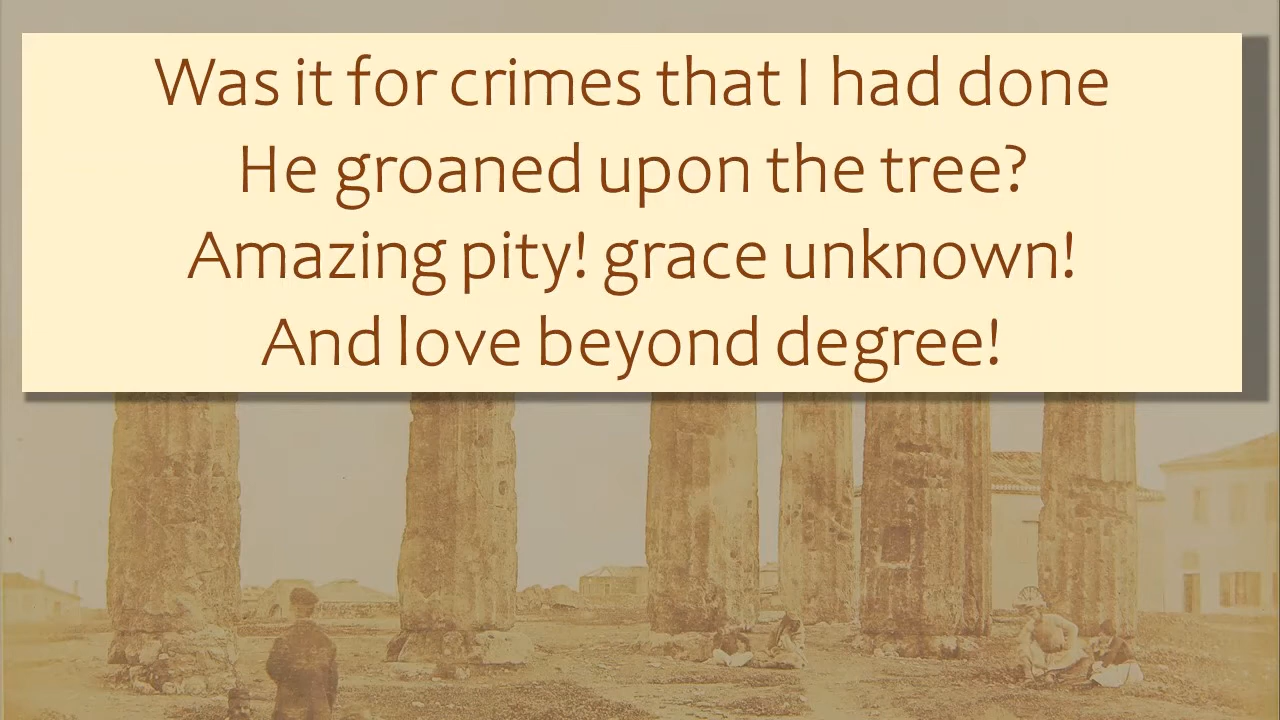 Was it for crimes that I had done
He groaned upon the tree?
Amazing pity! grace unknown!
And love beyond degree!